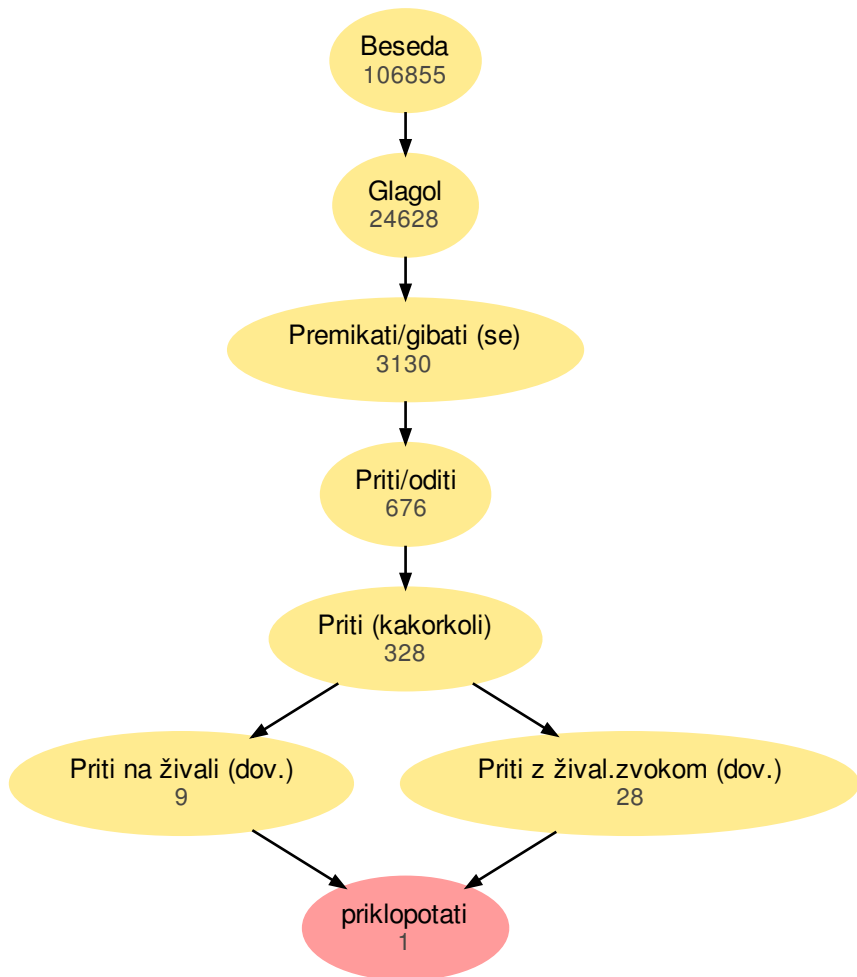 Beseda
106855
Glagol
24628
Premikati/gibati (se)
3130
Priti/oditi
676
Priti (kakorkoli)
328
Priti na živali (dov.)
9
Priti z žival.zvokom (dov.)
28
priklopotati
1